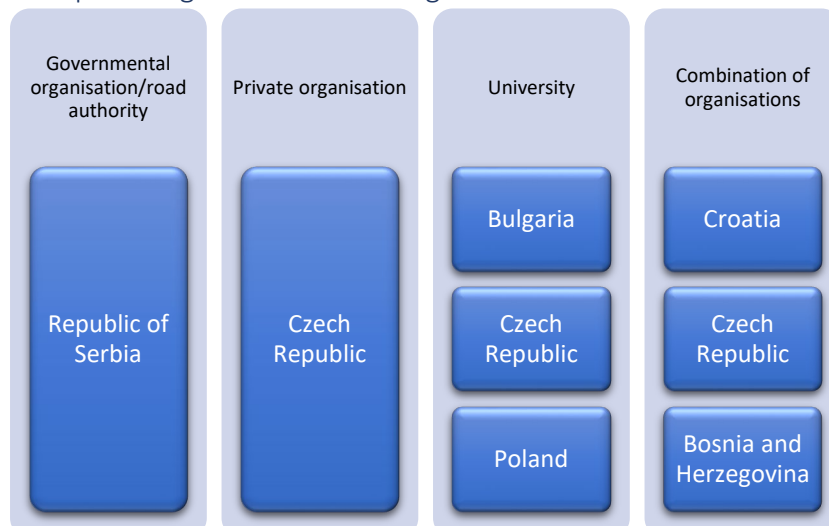 Governmental
organisation/road
authority
Republic of
Serbia
Private organisation
Czech
Republic
University
Bulgaria
Czech
Republic
Poland
Combination of
organisations
Croatia
Czech
Republic
Bosnia and
Herzegovina